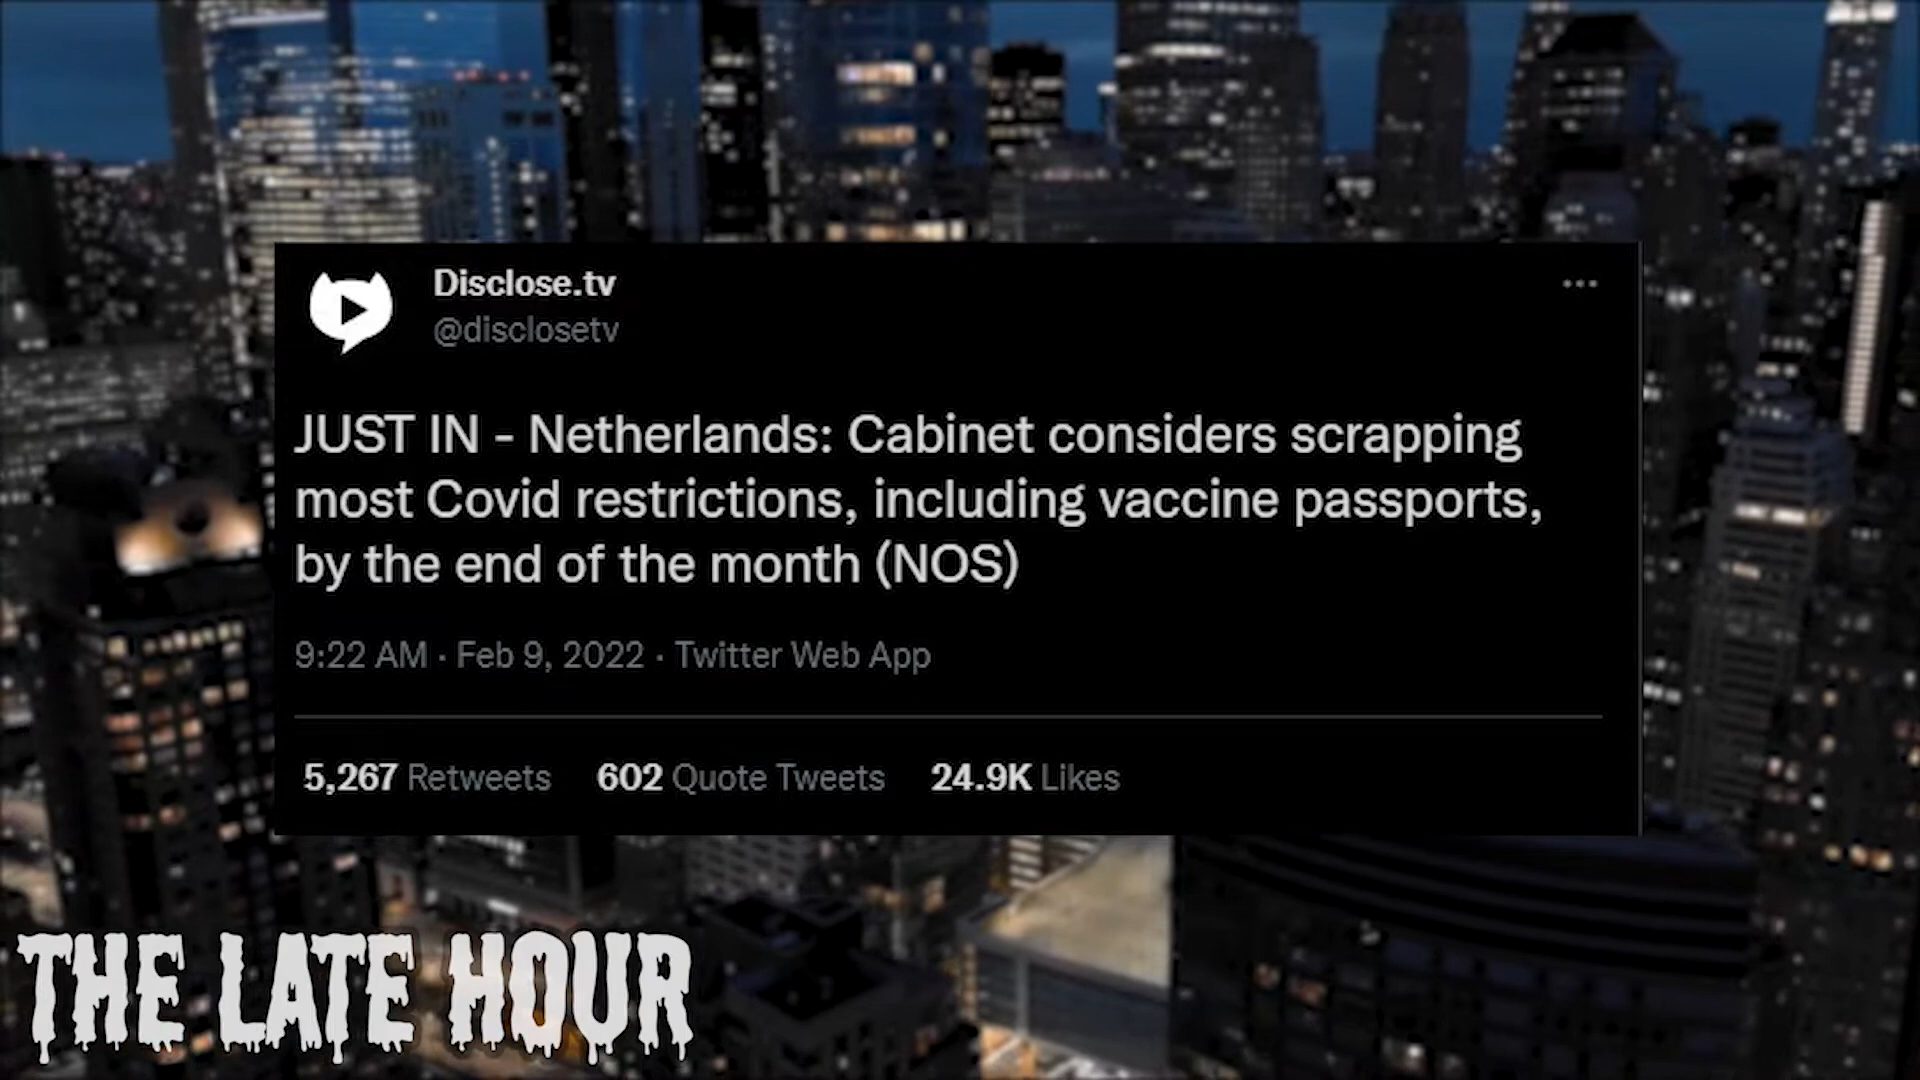 Disclose.tv
@disclosetv
JUST IN - Netherlands: Cabinet considers scrapping
most Covid restrictions, including vaccine passports,
by the end of the month (NOS)
9:22 AM · Feb 9, 2022 · Twitter Web App
5,267 Retweets 602 Quote Tweets 24.9K Likes
THE LATE HOUR